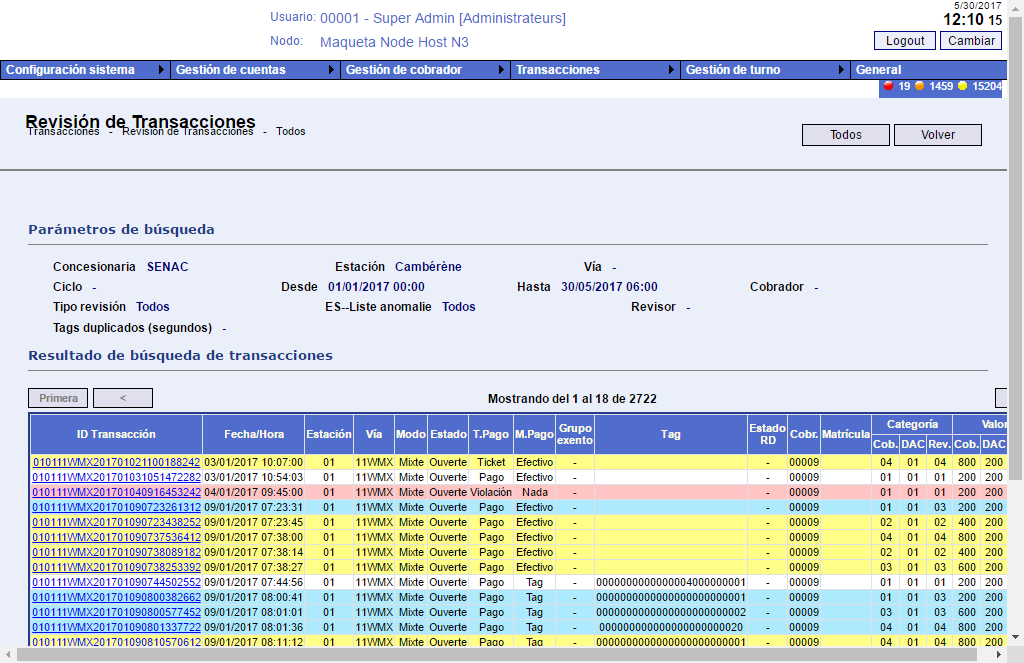 5/30/2017
Usuario: 00001 - Super Admin [Administrateurs]
12:10 15
Nodo: Maqueta Node Host N3
Logout Cambiar
Configuración sistema Gestión de cuentas Gestión de cobrador Transacciones Gestión de turno General
19 1459 15204
Revisión de Transacciones
Transacciones - Revisión de Transacciones - Todos
Todos Volver
Parámetros de búsqueda
Concesionaria SENAC Estación Cambérène Vía -
Ciclo - Desde 01/01/2017 00:00 Hasta 30/05/2017 06:00 Cobrador -
Tipo revisión Todos ES--Liste anomalie Todos Revisor -
Tags duplicados (segundos) -
Resultado de búsqueda de transacciones
Primera < Mostrando del 1 al 18 de 2722
ID Transacción Fecha/Hora Estación Vía Modo Estado T.Pago M.Pago Grupo exento Tag Estado RD Cobr. Matrícula Categoría Valor
Cob. DAC Rev. Cob. DAC
010111WMX201701021100188242 03/01/2017 10:07:00 01 11WMX Mixte Ouverte Ticket Efectivo - - 00009 04 01 04 800 200
010111WMX201701031051472282 03/01/2017 10:54:03 01 11WMX Mixte Ouverte Pago Efectivo - - 00009 01 01 01 200 200
010111WMX201701040916453242 04/01/2017 09:45:00 01 11WMX Mixte Ouverte Violación Nada - - 00009 01 01 01 200 200
010111WMX201701090723261312 09/01/2017 07:23:31 01 11WMX Mixte Ouverte Pago Efectivo - - 00009 01 01 03 200 200
010111WMX201701090723438252 09/01/2017 07:23:45 01 11WMX Mixte Ouverte Pago Efectivo - - 00009 02 01 02 400 200
010111WMX201701090737536412 09/01/2017 07:38:00 01 11WMX Mixte Ouverte Pago Efectivo - - 00009 04 01 04 800 200
010111WMX201701090738089182 09/01/2017 07:38:14 01 11WMX Mixte Ouverte Pago Efectivo - - 00009 02 01 02 400 200
010111WMX201701090738253392 09/01/2017 07:38:27 01 11WMX Mixte Ouverte Pago Efectivo - - 00009 03 01 03 600 200
010111WMX201701090744502552 09/01/2017 07:44:56 01 11WMX Mixte Ouverte Pago Tag - 0000000000000004000000001 - 00009 01 01 01 200 200
010111WMX201701090800382662 09/01/2017 08:00:41 01 11WMX Mixte Ouverte Pago Tag - 0000000000000000000000001 - 00009 01 01 03 200 200
010111WMX201701090800577452 09/01/2017 08:01:01 01 11WMX Mixte Ouverte Pago Tag - 0000000000000000000000002 - 00009 03 01 03 600 200
010111WMX201701090801337722 09/01/2017 08:01:36 01 11WMX Mixte Ouverte Pago Tag - 000000000000000000000020 - 00009 04 01 04 800 200
010111WMX201701090810570612 09/01/2017 08:11:12 01 11WMX Mixte Ouverte Pago Tag - 0000000000000000000000001 - 00009 04 01 04 800 200